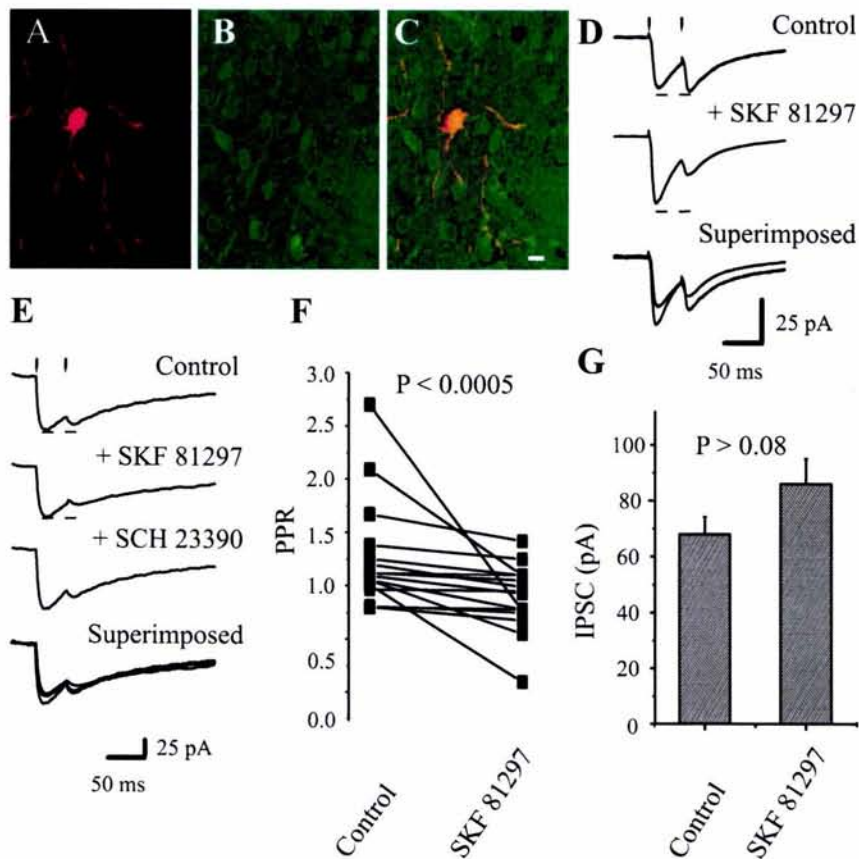 A
B
C
D
Control
+ SKF 81297
Superimposed
25 pA
50 ms
E
Control
+ SKF 81297
+ SCH 23390
Superimposed
25 pA
50 ms
F
P < 0.0005
PPR
3.0
2.5
2.0
1.5
1.0
0.5
0.0
Control
SKF 81297
G
P > 0.08
IPSC (pA)
100
80
60
40
20
0
Control
SKF 81297